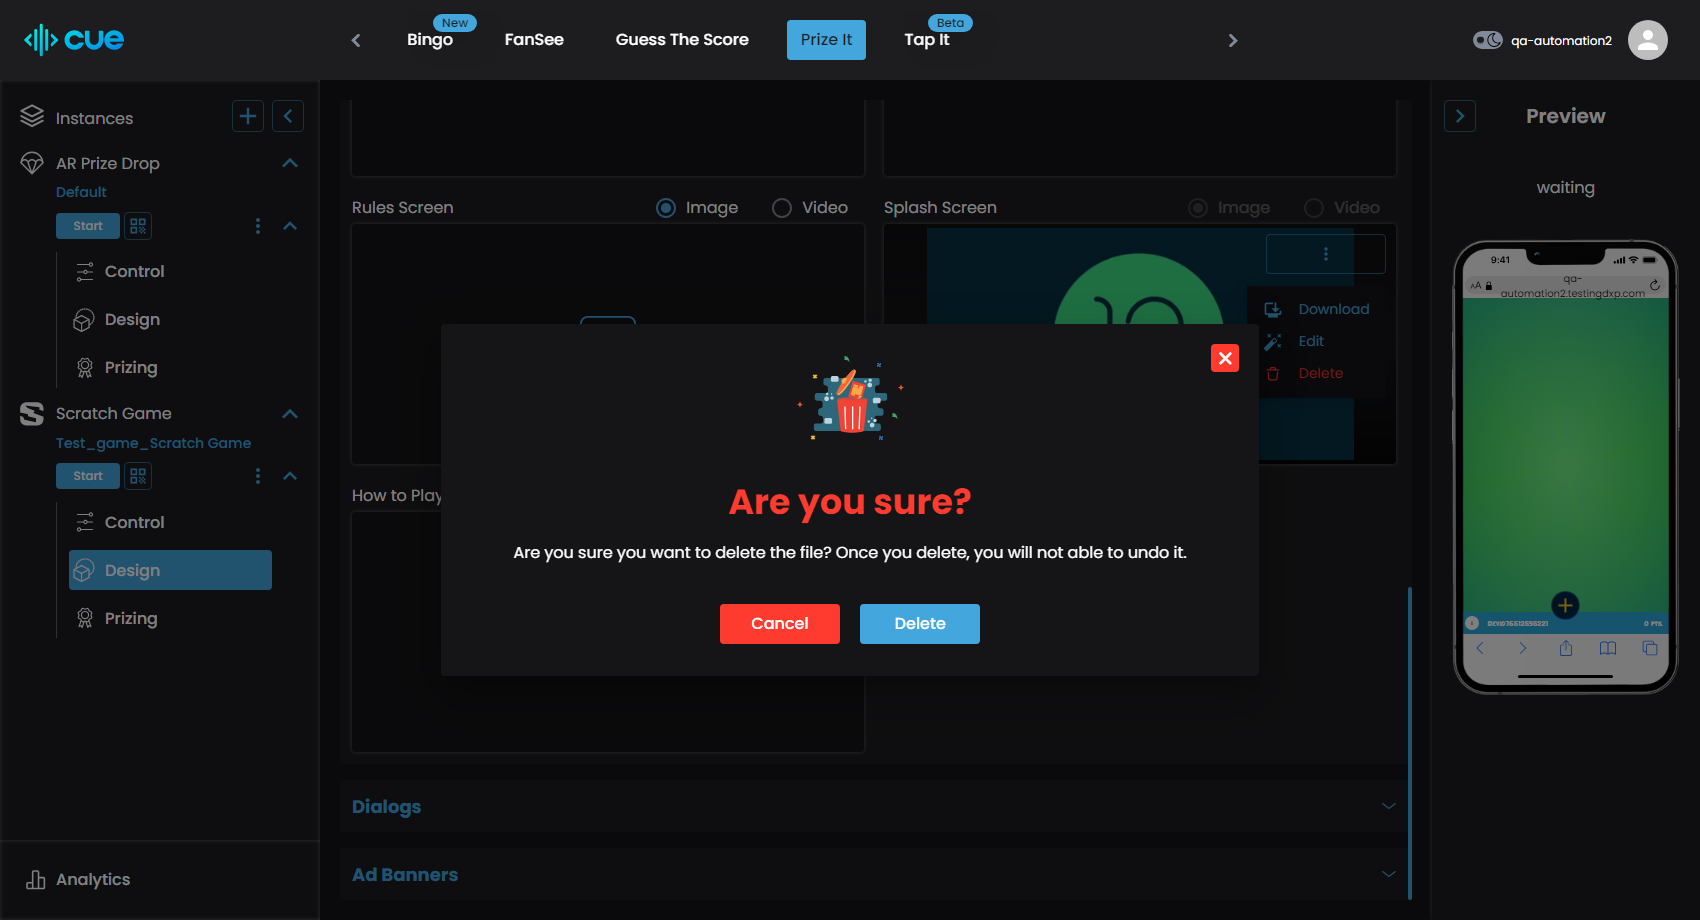 cue
New
Bingo
FanSee
Guess The Score
Prize It
Beta
Tap It
qa-automation2
Instances
AR Prize Drop
Default
Start
Control
Design
Prizing
Scratch Game
Test_game_Scratch Game
Start
Control
Design
Prizing
Analytics
Rules Screen
Image
Video
Splash Screen
Image
Video
Download
Edit
Delete
How to Play
Are you sure?
Are you sure you want to delete the file? Once you delete, you will not able to undo it.
Cancel
Delete
Dialogs
Ad Banners
Preview
waiting
9:41
AA
qa-
automation2.testingdxp.com
0 PTS.